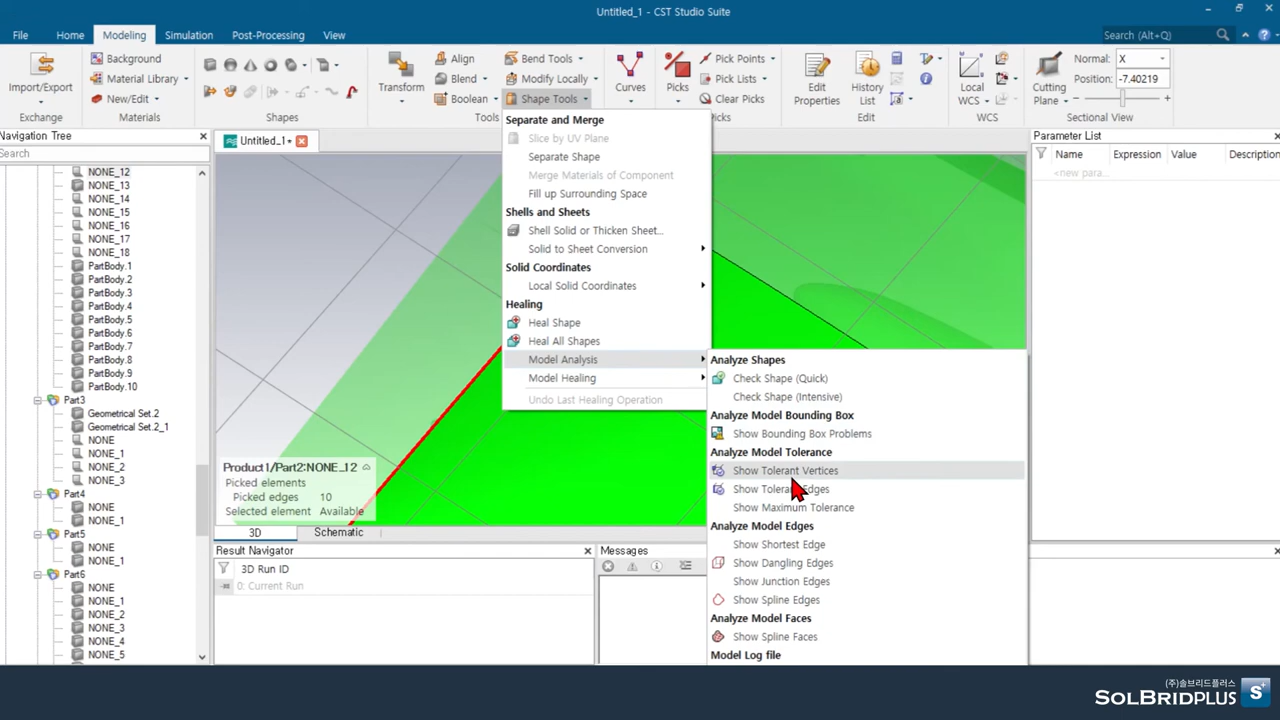 Untitled_1 - CST Studio Suite
File Home Modeling Simulation Post-Processing View Search (Alt+Q)
Import/Export
Exchange
Background
Material Library
New/Edit
Materials
Shapes
Transform
Align
Blend
Boolean
Tools
Bend Tools
Modify Locally
Shape Tools
Curves
Curves
Picks
Pick Points
Pick Lists
Clear Picks
Picks
Edit
Properties
History
List
Edit
Local
WCS
WCS
Cutting
Plane
Normal: X
Position: -7.40219
Sectional View
Navigation Tree
Search
NONE_12
NONE_13
NONE_14
NONE_15
NONE_16
NONE_17
NONE_18
PartBody.1
PartBody.2
PartBody.3
PartBody.4
PartBody.5
PartBody.6
PartBody.7
PartBody.8
PartBody.9
PartBody.10
Part3
Geometrical Set.2
Geometrical Set.2_1
NONE
NONE_1
NONE_2
NONE_3
Part4
NONE
NONE_1
Part5
NONE
NONE_1
Part6
NONE
NONE_1
NONE_2
NONE_3
NONE_4
NONE_5
Untitled_1*
Separate and Merge
Slice by UV Plane
Separate Shape
Merge Materials of Component
Fill up Surrounding Space
Shells and Sheets
Shell Solid or Thicken Sheet...
Solid to Sheet Conversion
Solid Coordinates
Local Solid Coordinates
Healing
Heal Shape
Heal All Shapes
Model Analysis
Model Healing
Undo Last Healing Operation
Analyze Shapes
Check Shape (Quick)
Check Shape (Intensive)
Analyze Model Bounding Box
Show Bounding Box Problems
Analyze Model Tolerance
Show Tolerant Vertices
Show Tolerant Edges
Show Maximum Tolerance
Analyze Model Edges
Show Shortest Edge
Show Dangling Edges
Show Junction Edges
Show Spline Edges
Analyze Model Faces
Show Spline Faces
Model Log file
Product1/Part2:NONE_12
Picked elements
Picked edges 10
Selected element Available
3D Schematic
Result Navigator
3D Run ID
0: Current Run
Messages
Parameter List
Name Expression Value Description
<new para...
(주)솔브리드플러스
SOLBRIDPLUS